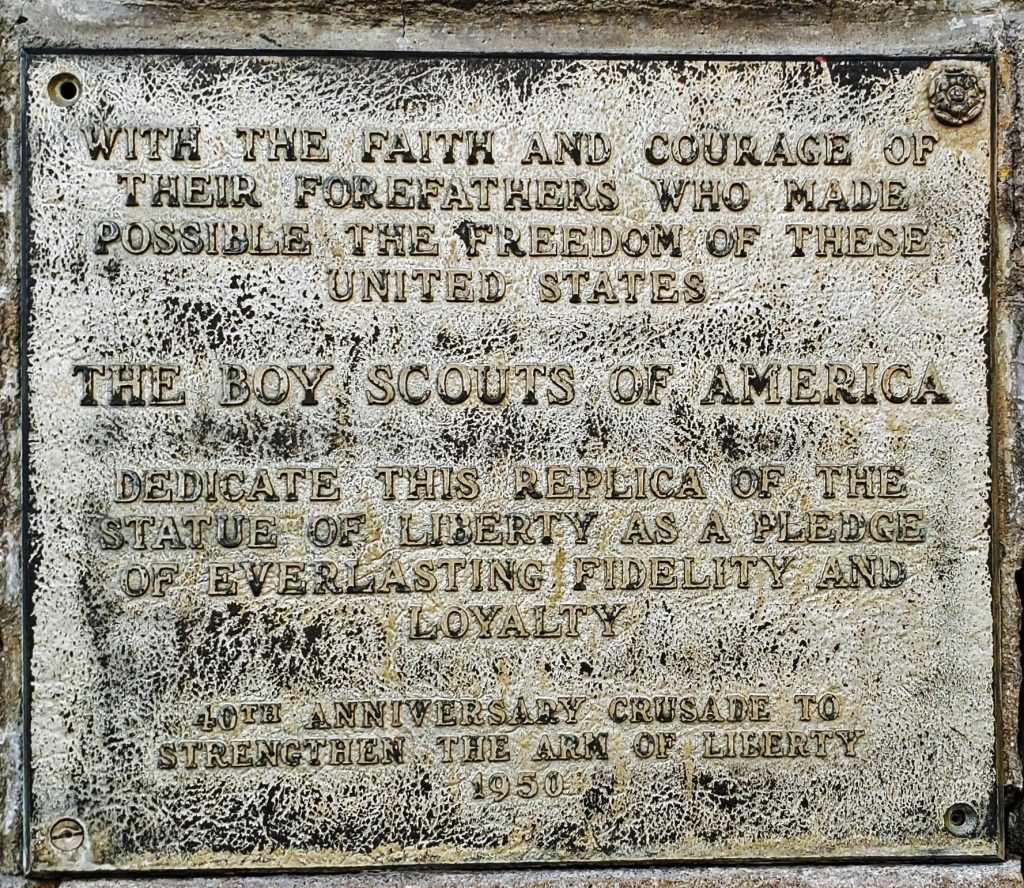 WITH THE FAITH AND COURAGE OF
THEIR FOREFATHERS WHO MADE
POSSIBLE THE FREEDOM OF THESE
UNITED STATES
THE BOY SCOUTS OF AMERICA
DEDICATE THIS REPLICA OF THE
STATUE OF LIBERTY AS A PLEDGE
OF EVERLASTING FIDELITY AND
LOYALTY
40TH ANNIVERSARY CRUSADE TO
STRENGTHEN THE ARM OF LIBERTY
1950